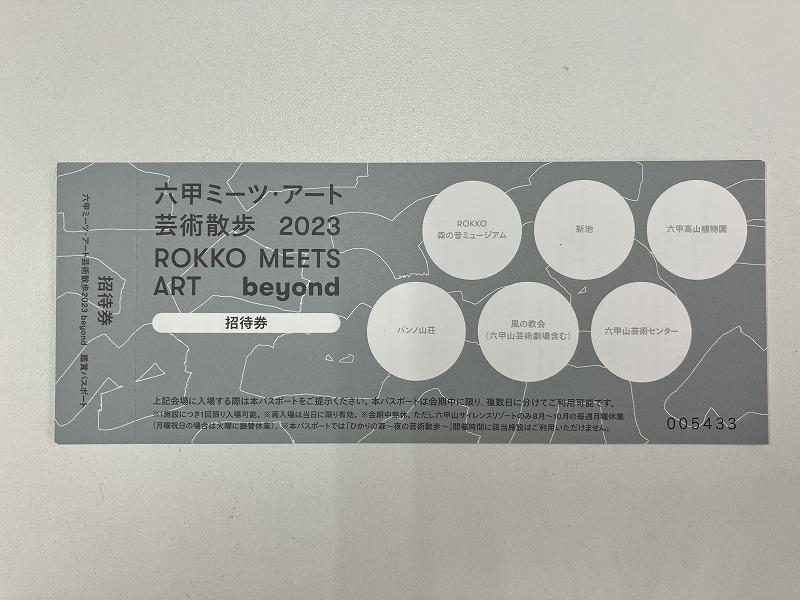 六甲ミーツ・アート芸術散歩2023 beyond 鑑賞パスポート
招待券
六甲ミーツ・アート
芸術散歩 2023
ROKKO MEETS
ART beyond
招待券
ROKKO
森の音ミュージアム
新池
六甲高山植物園
バンノ山荘
風の教会
(六甲山芸術劇場含む)
六甲山芸術センター
上記会場に入場する際は本パスポートをご提示ください。本パスポートは会期中に限り、複数日に分けてご利用可能です。
※1施設につき1回限り入場可能。※再入場は当日に限り有効。※会期中無休、ただし六甲山サイレンスリゾートのみ8月〜10月の毎週月曜休業
(月曜祝日の場合は火曜に振替休業)。※本パスポートでは「ひかりの森〜夜の芸術散歩〜」開催時間に該当施設はご利用いただけません。
005433